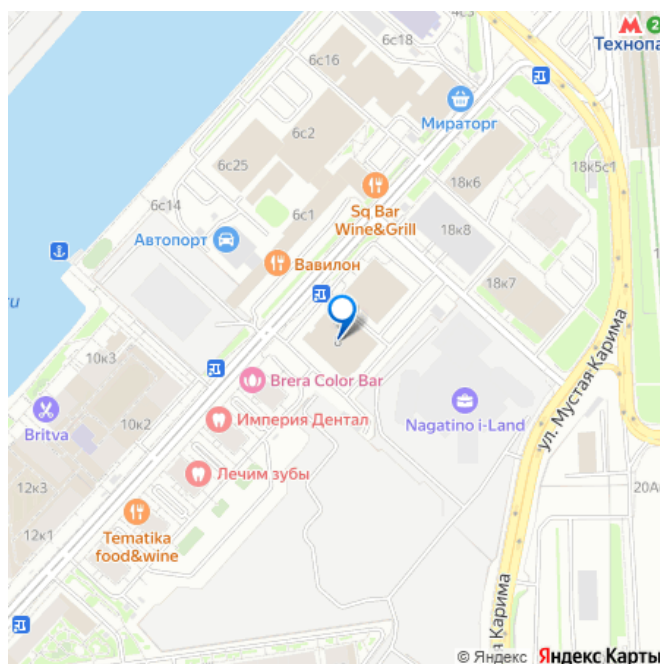 4с3
6с18
М 2
Технопа
6с16
Мираторг
6с2
6с25
18к5с1
18к6
6с14
6с1
Sq Bar
Wine&Grill
18к8
Автопорт
Вавилон
18к7
ул. Мустая Карима
10к3
Brera Color Bar
Britva
10к2
Империя Дентал
Nagatino i-Land
Лечим зубы
12к3
20А
12к1
Tematika
food&wine
Карима
© Яндекс Яндекс Карты